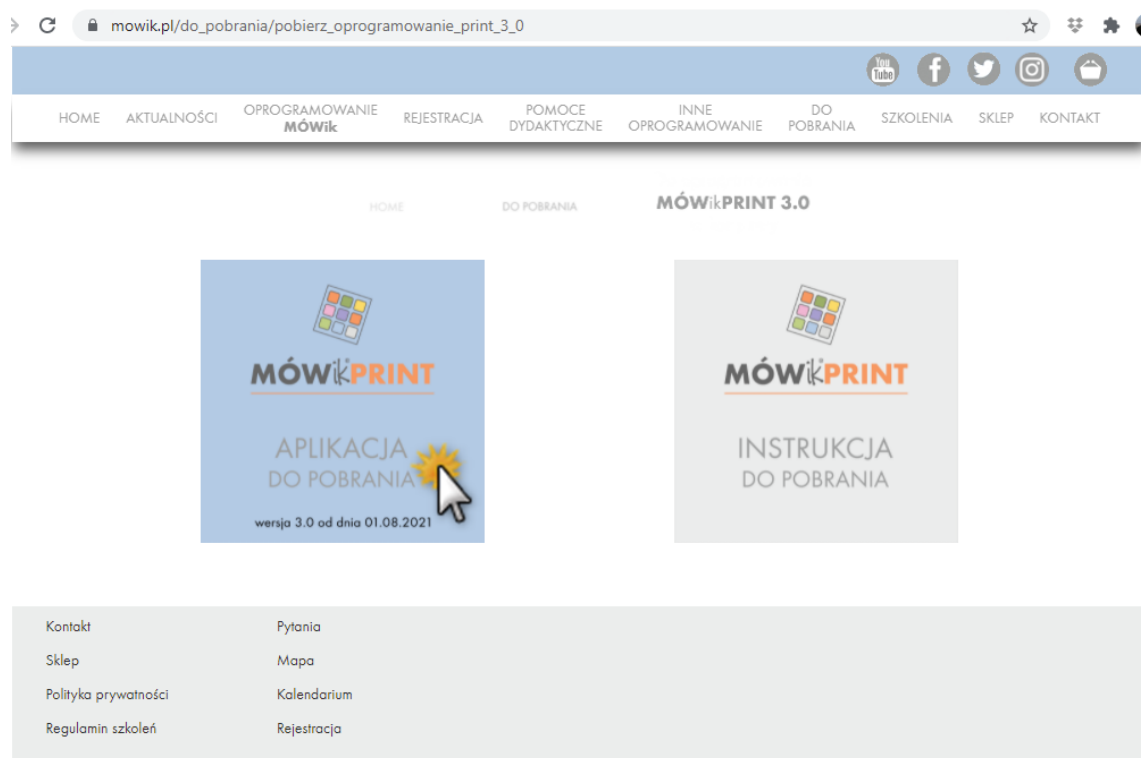 mowik.pl/do_pobrania/pobierz_oprogramowanie_print_3_0
You
Tube
HOME AKTUALNOŚCI OPROGRAMOWANIE MÓWik REJESTRACJA POMOCE DYDAKTYCZNE INNE OPROGRAMOWANIE DO POBRANIA SZKOLENIA SKLEP KONTAKT
HOME DO POBRANIA MÓWikPRINT 3.0
MÓWikPRINT
APLIKACJA
DO POBRANIA
wersja 3.0 od dnia 01.08.2021
MÓWikPRINT
INSTRUKCJA
DO POBRANIA
Kontakt Pytania
Sklep Mapa
Polityka prywatności Kalendarium
Regulamin szkoleń Rejestracja